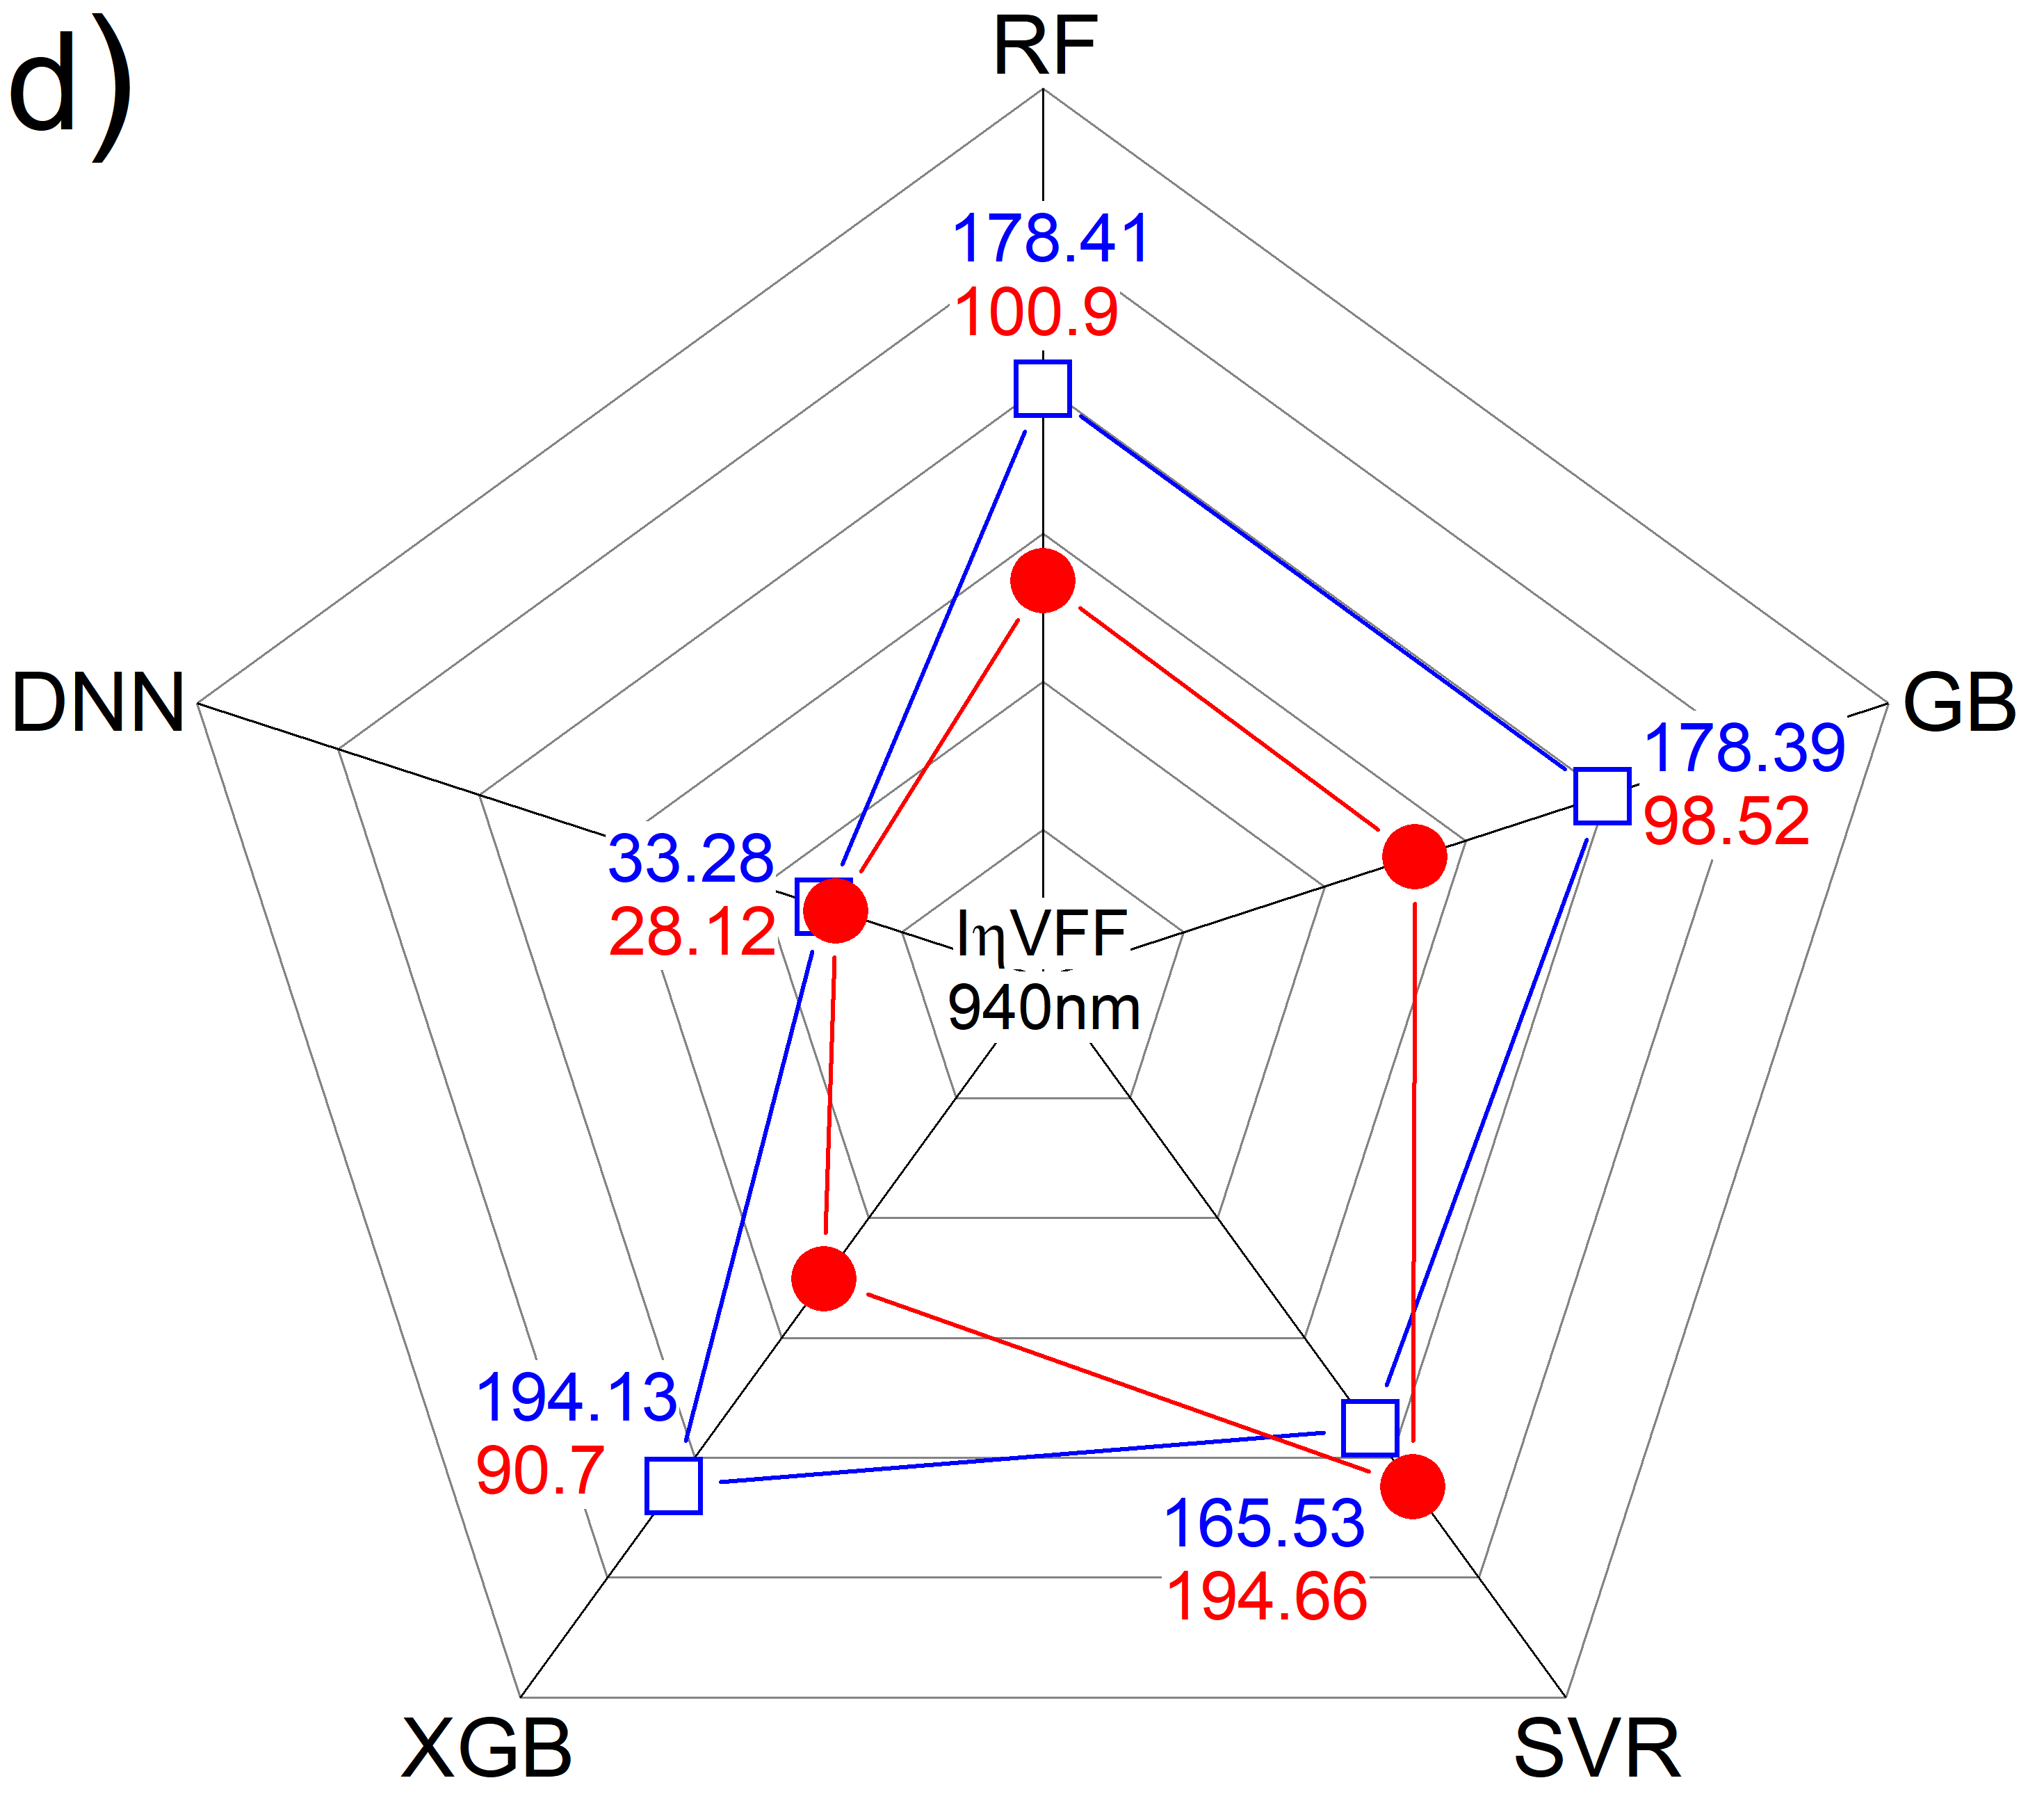 d)
RF
178.41
100.9
DNN
GB
178.39
98.52
33.28
28.12
IηVFF
940nm
194.13
90.7
165.53
194.66
XGB
SVR